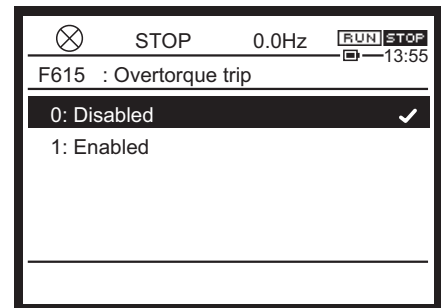 STOP 0.0Hz RUN STOP
13:55
F615 : Overtorque trip
0: Disabled
1: Enabled